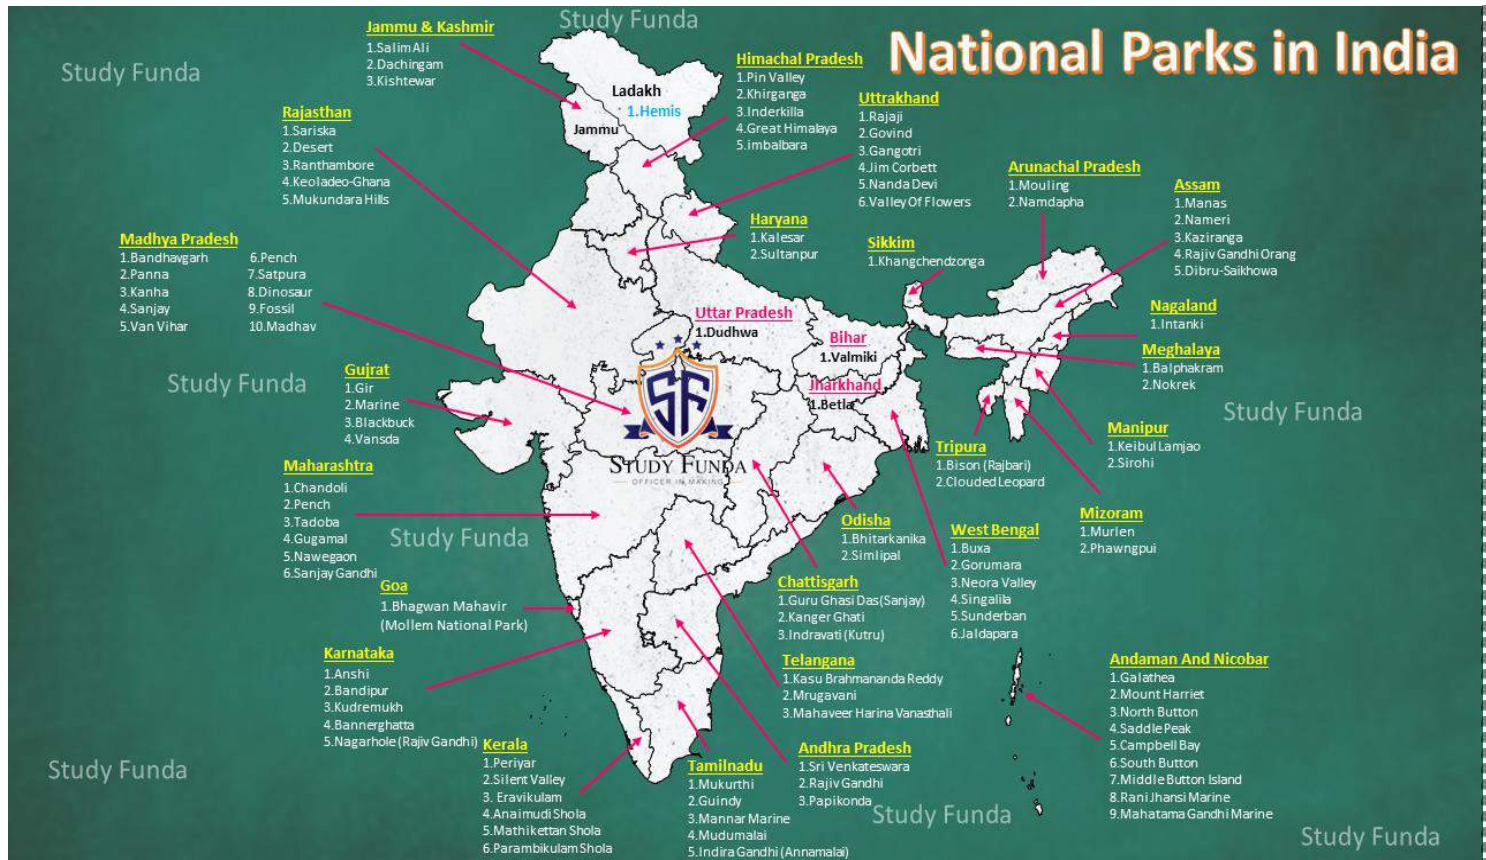 National Parks in India
Study Funda
Study Funda
Jammu & Kashmir
1.Salim Ali
2.Dachingam
3.Kishtewar
Ladakh
1.Hemis
Jammu
Himachal Pradesh
1.Pin Valley
2.Khirganga
3.Inderkilla
4.Great Himalaya
5.imbalbara
Uttrakhand
1.Rajaji
2.Govind
3.Gangotri
4.Jim Corbett
5.Nanda Devi
6.Valley Of Flowers
Rajasthan
1.Sariska
2.Desert
3.Ranthambore
4.Keoladeo-Ghana
5.Mukundara Hills
Arunachal Pradesh
1.Mouling
2.Namdapha
Assam
1.Manas
2.Nameri
3.Kaziranga
4.Rajiv Gandhi Orang
5.Dibru-Saikhowa
Haryana
1.Kalesar
2.Sultanpur
Sikkim
1.Khangchendzonga
Madhya Pradesh
1.Bandhavgarh
2.Panna
3.Kanha
4.Sanjay
5.Van Vihar
6.Pench
7.Satpura
8.Dinosaur
9.Fossil
10.Madhav
Uttar Pradesh
1.Dudhwa
Bihar
1.Valmiki
Jharkhand
1.Betla
Nagaland
1.Intanki
Meghalaya
1.Balphakram
2.Nokrek
Study Funda
Gujrat
1.Gir
2.Marine
3.Blackbuck
4.Vansda
SF
STUDY FUNDA
OFFICER IN MAKING
Study Funda
Manipur
1.Keibul Lamjao
2.Sirohi
Tripura
1.Bison (Rajbari)
2.Clouded Leopard
Maharashtra
1.Chandoli
2.Pench
3.Tadoba
4.Gugamal
5.Nawegaon
6.Sanjay Gandhi
Study Funda
Odisha
1.Bhitarkanika
2.Simlipal
West Bengal
1.Buxa
2.Gorumara
3.Neora Valley
4.Singalila
5.Sunderban
6.Jaldapara
Mizoram
1.Murlen
2.Phawngpui
Goa
1.Bhagwan Mahavir
(Mollem National Park)
Chattisgarh
1.Guru Ghasi Das(Sanjay)
2.Kanger Ghati
3.Indravati (Kutru)
Karnataka
1.Anshi
2.Bandipur
3.Kudremukh
4.Bannerghatta
5.Nagarhole (Rajiv Gandhi)
Telangana
1.Kasu Brahmananda Reddy
2.Mrugavani
3.Mahaveer Harina Vanasthali
Andaman And Nicobar
1.Galathea
2.Mount Harriet
3.North Button
4.Saddle Peak
5.Campbell Bay
6.South Button
7.Middle Button Island
8.Rani Jhansi Marine
9.Mahatama Gandhi Marine
Study Funda
Kerala
1.Periyar
2.Silent Valley
3. Eravikulam
4.Anaimudi Shola
5.Mathikettan Shola
6.Parambikulam Shola
Tamilnadu
1.Mukurthi
2.Guindy
3.Mannar Marine
4.Mudumalai
5.Indira Gandhi (Annamalai)
Andhra Pradesh
1.Sri Venkateswara
2.Rajiv Gandhi
3.Papikonda
Study Funda
Study Funda